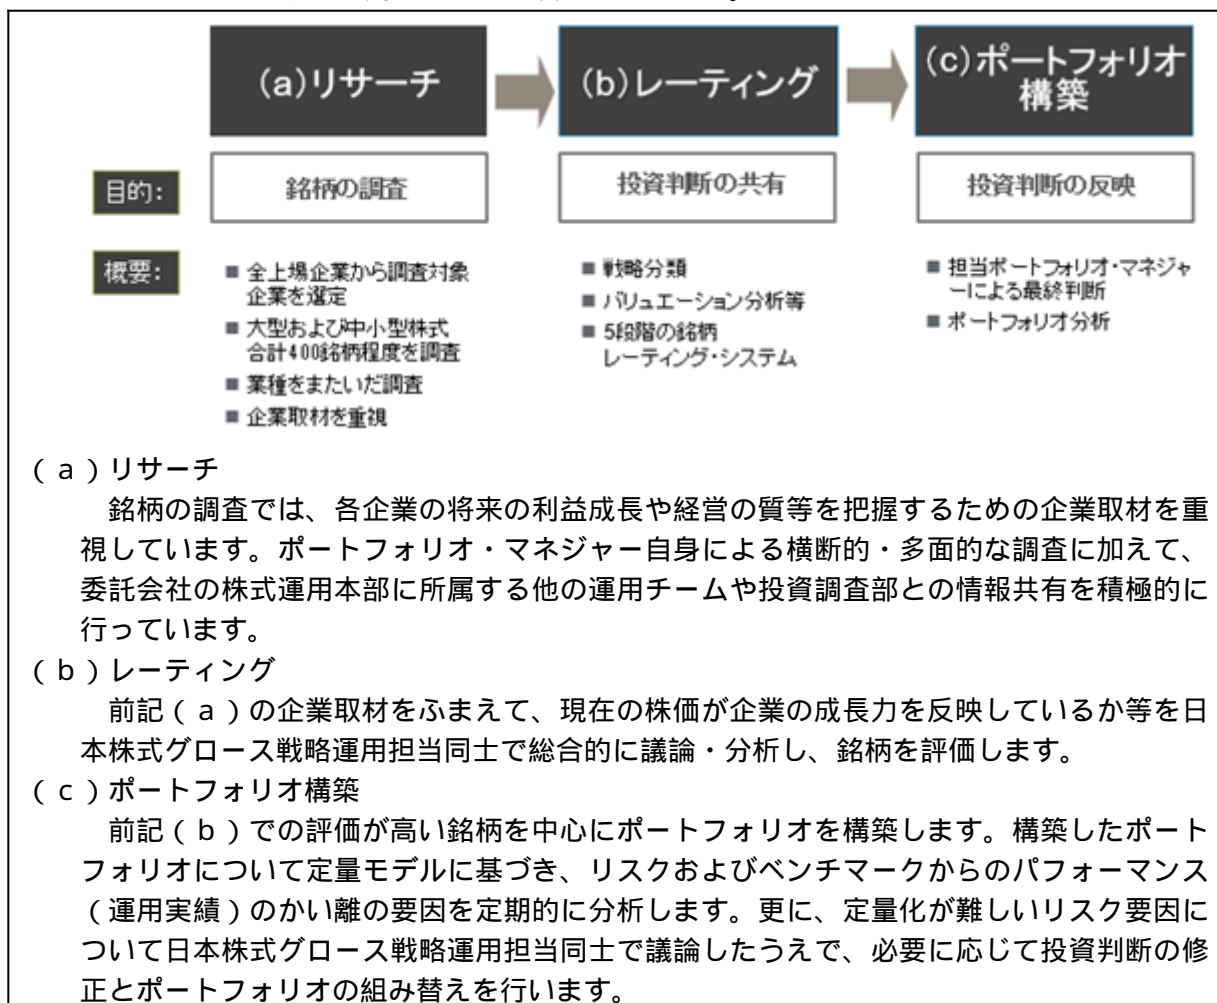 (a)リサーチ
(b)レーティング
(c)ポートフォリオ
構築
目的:
銘柄の調査
投資判断の共有
投資判断の反映
概要:
■ 全上場企業から調査対象
企業を選定
■ 大型および中小型株式
合計400銘柄程度を調査
■ 業種をまたいだ調査
■ 企業取材を重視
■ 戦略分類
■ バリュエーション分析等
■ 5段階の銘柄
レーティング・システム
■ 担当ポートフォリオ・マネジャ
ーによる最終判断
■ ポートフォリオ分析
(a)リサーチ
銘柄の調査では、各企業の将来の利益成長や経営の質等を把握するための企業取材を重
視しています。ポートフォリオ・マネジャー自身による横断的・多面的な調査に加えて、
委託会社の株式運用本部に所属する他の運用チームや投資調査部との情報共有を積極的に
行っています。
(b)レーティング
前記(a)の企業取材をふまえて、現在の株価が企業の成長力を反映しているか等を日
本株式グロース戦略運用担当同士で総合的に議論・分析し、銘柄を評価します。
(c)ポートフォリオ構築
前記(b)での評価が高い銘柄を中心にポートフォリオを構築します。構築したポート
フォリオについて定量モデルに基づき、リスクおよびベンチマークからのパフォーマンス
(運用実績)のかい離の要因を定期的に分析します。更に、定量化が難しいリスク要因に
ついて日本株式グロース戦略運用担当同士で議論したうえで、必要に応じて投資判断の修
正とポートフォリオの組み替えを行います。